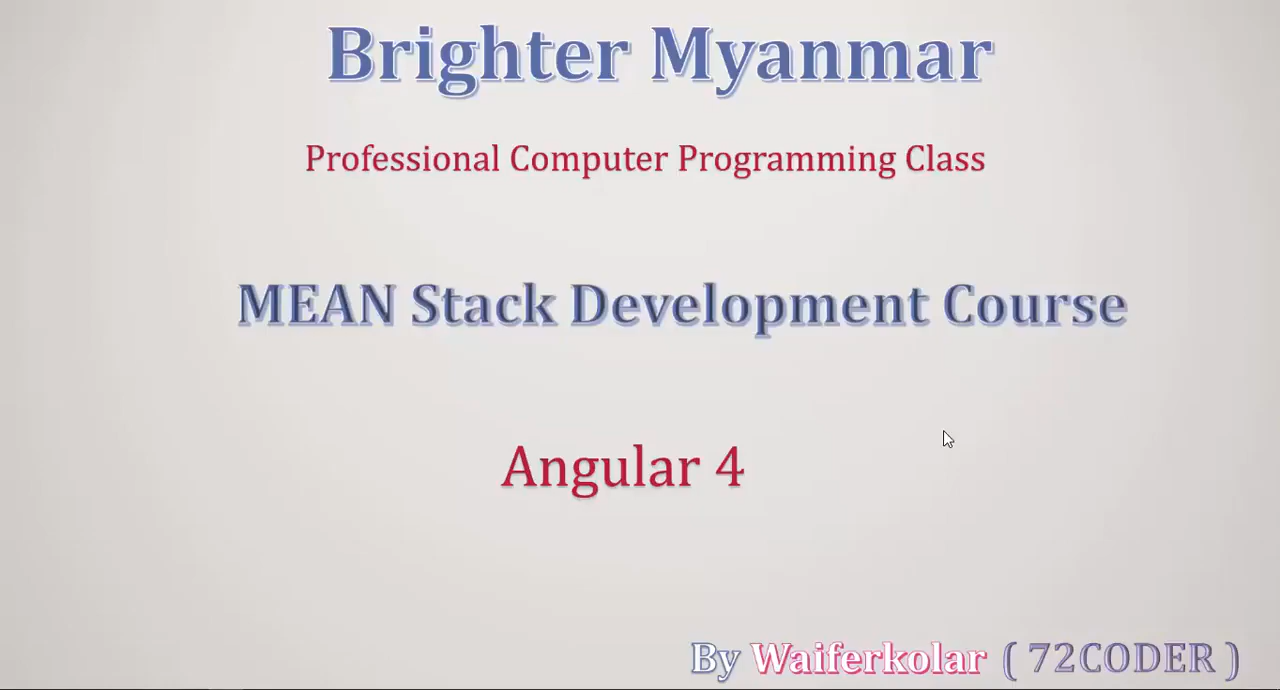 Brighter Myanmar
Professional Computer Programming Class
MEAN Stack Development Course
Angular 4
By Waiferkolar ( 72CODER )